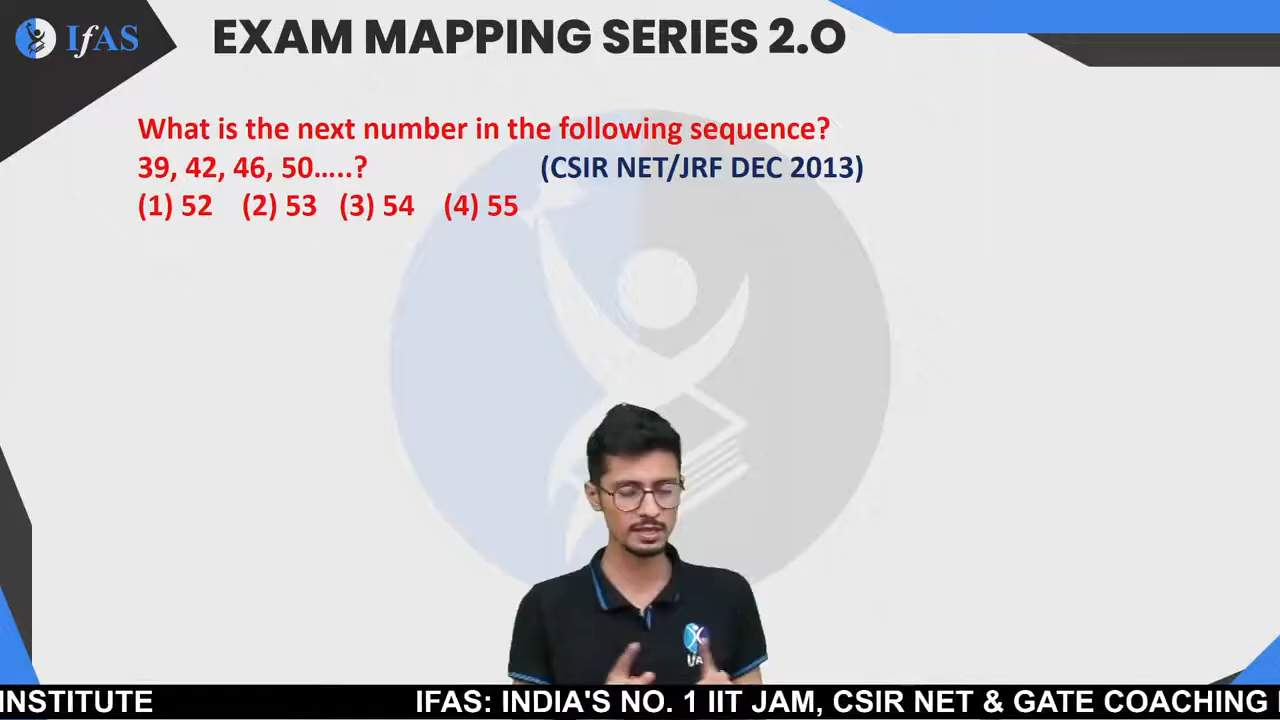 IfAS
EXAM MAPPING SERIES 2.O
What is the next number in the following sequence?
39, 42, 46, 50…..? (CSIR NET/JRF DEC 2013)
(1) 52 (2) 53 (3) 54 (4) 55
INSTITUTE IFAS: INDIA'S NO. 1 IIT JAM, CSIR NET & GATE COACHING